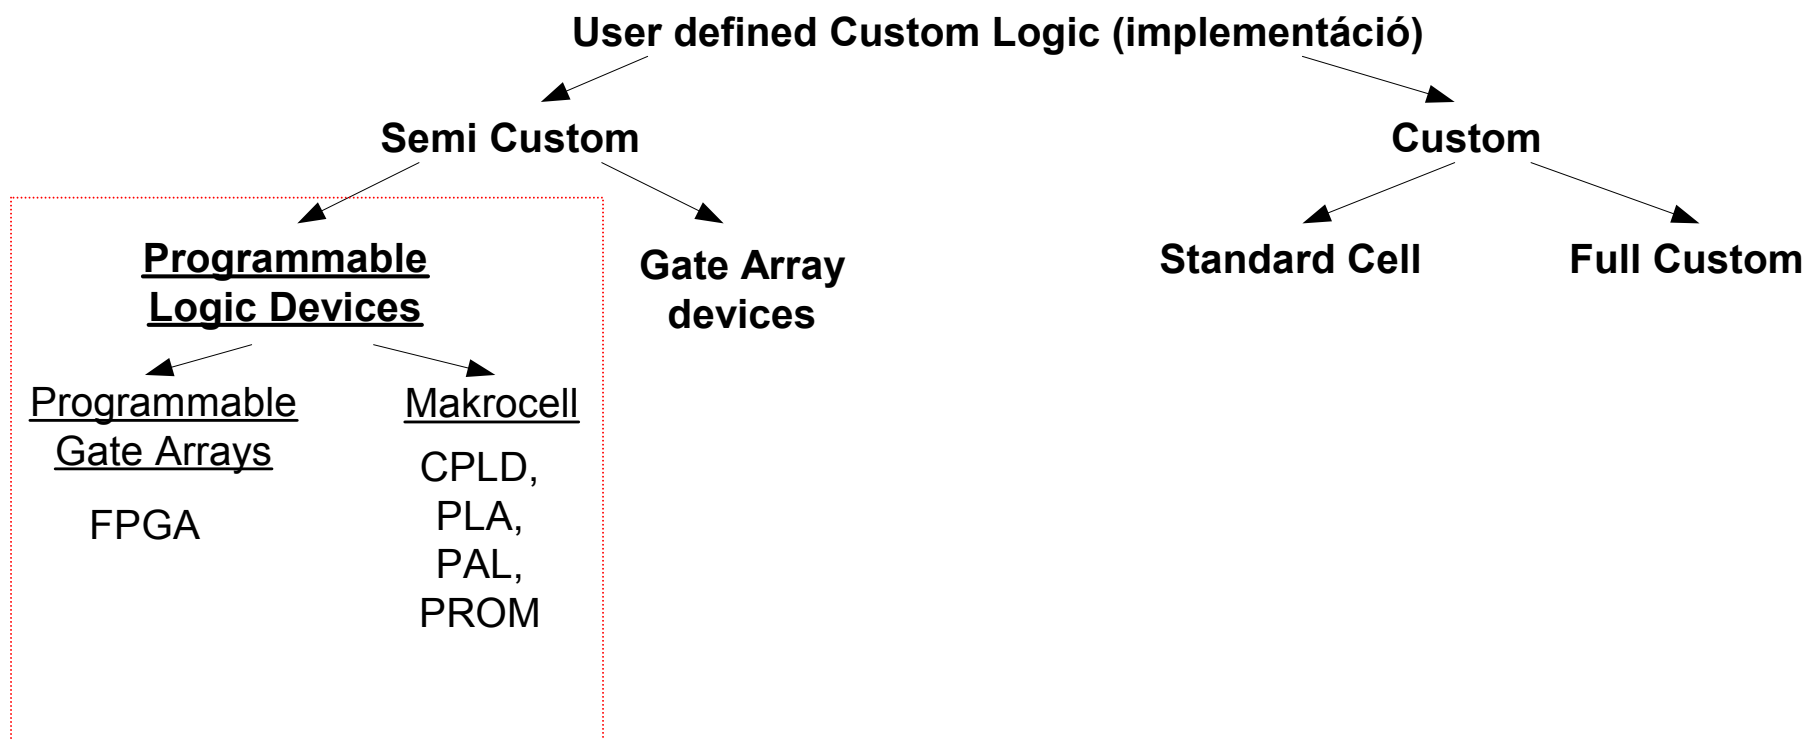 User defined Custom Logic (implementáció)
Semi Custom
Custom
Programmable
Logic Devices
Gate Array
devices
Standard Cell
Full Custom
Programmable
Gate Arrays
FPGA
Makrocell
CPLD,
PLA,
PAL,
PROM